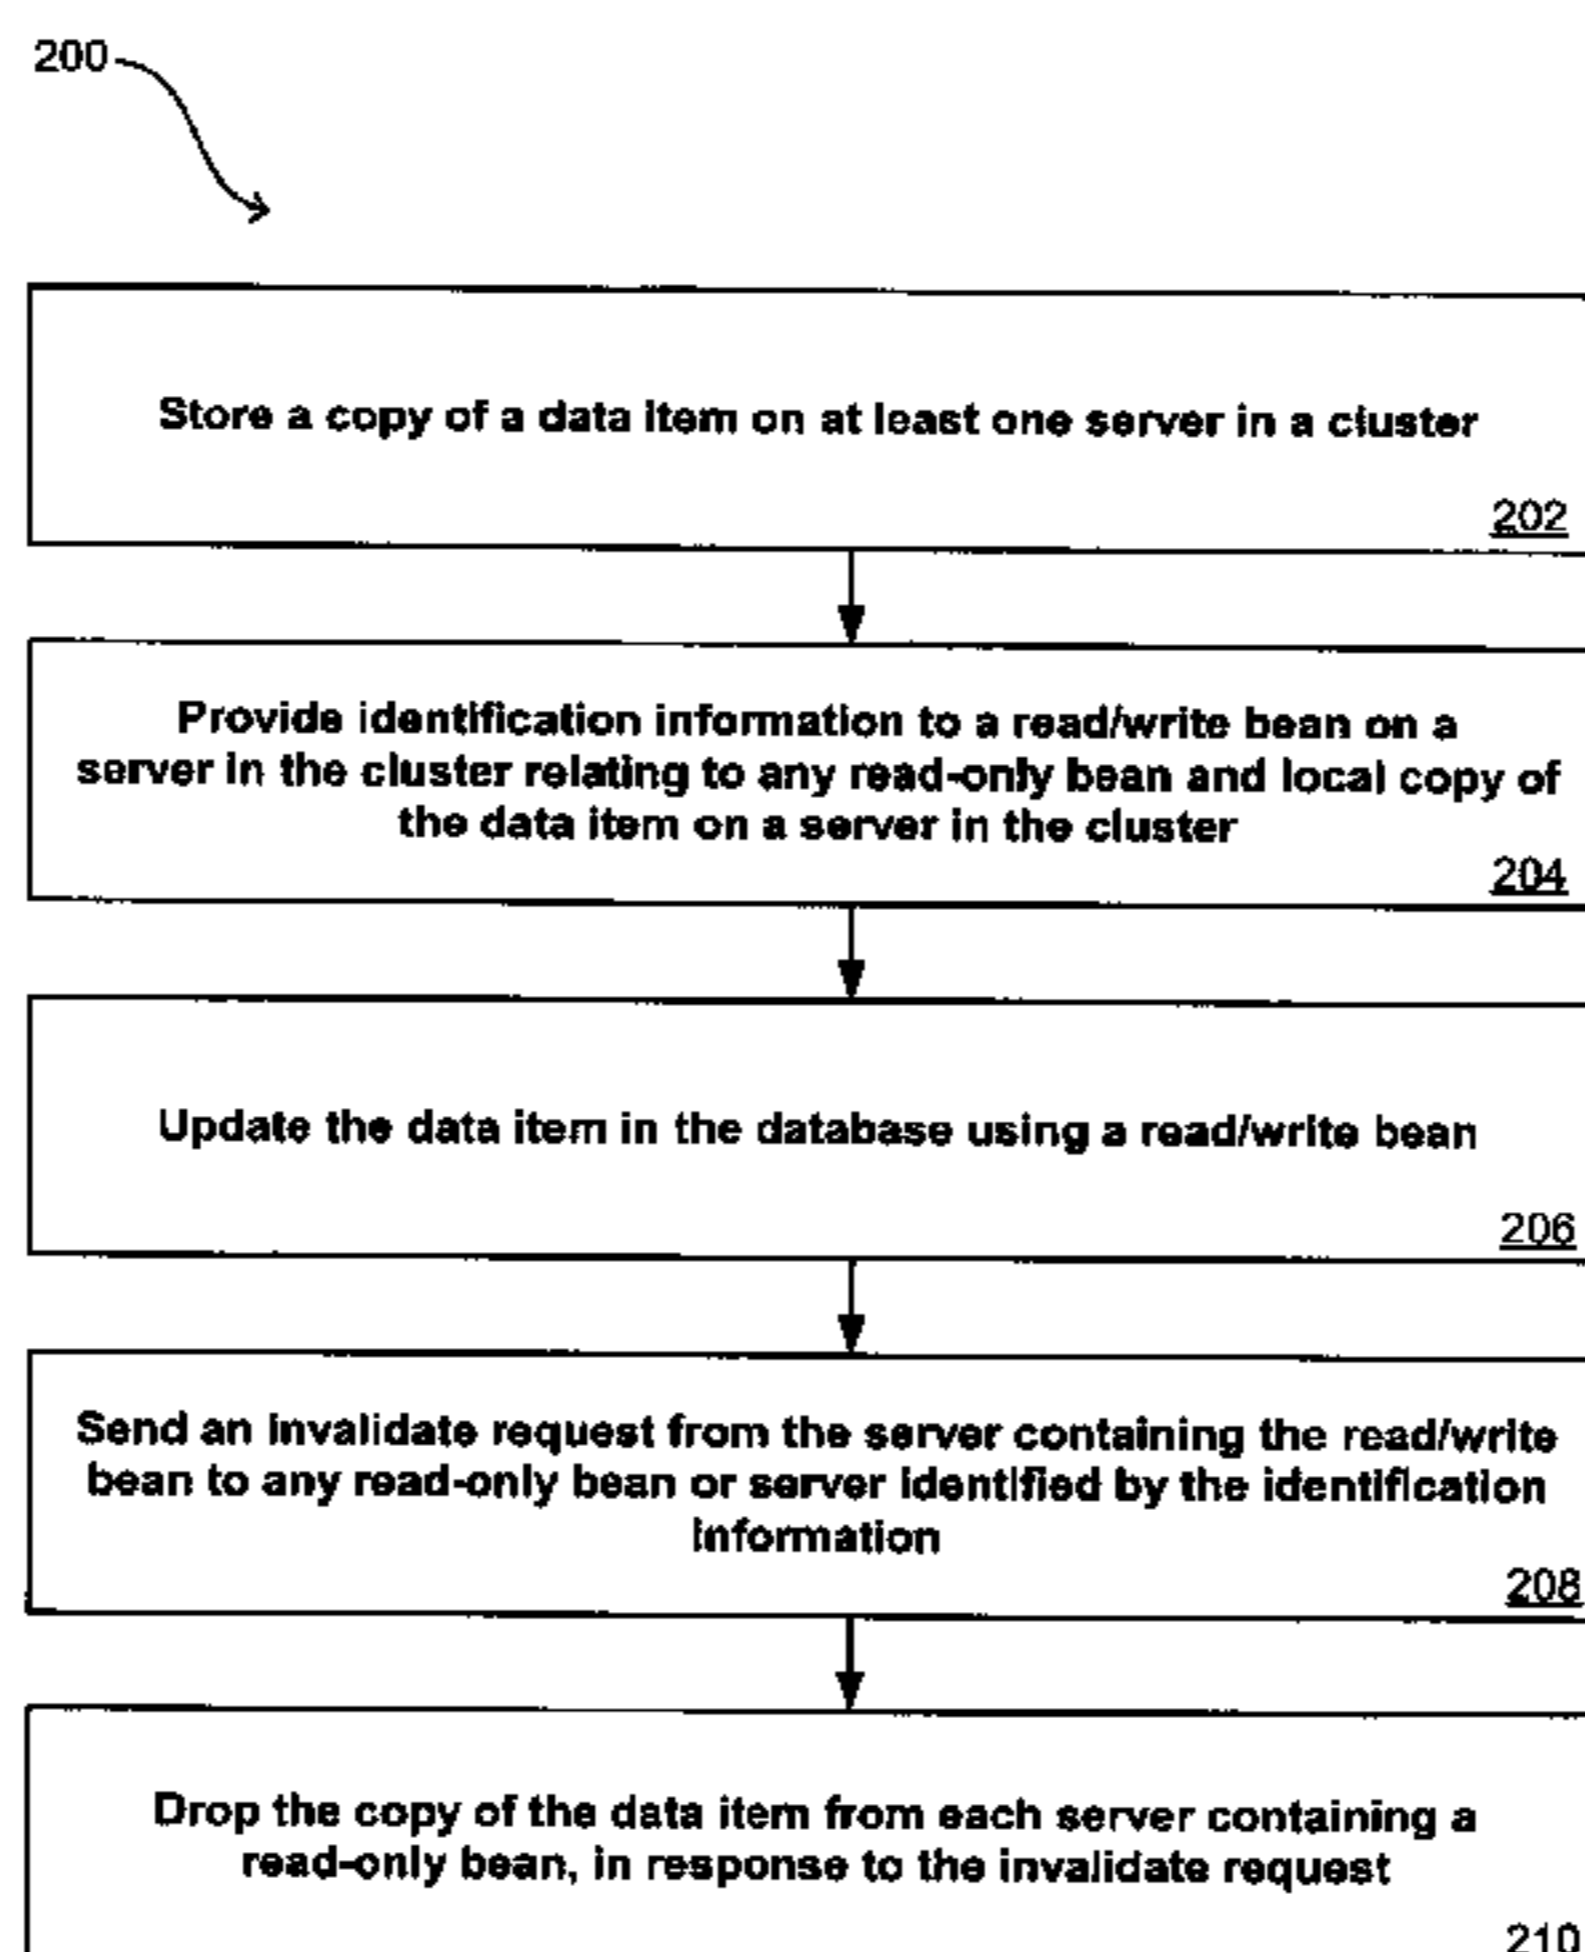 200
Store a copy of a data item on at least one server in a cluster
202
Provide identification information to a read/write bean on a
server in the cluster relating to any read-only bean and local copy of
the data item on a server in the cluster
204
Update the data item in the database using a read/write bean
206
Send an invalidate request from the server containing the read/write
bean to any read-only bean or server identified by the identification
information
208
Drop the copy of the data item from each server containing a
read-only bean, in response to the invalidate request
210